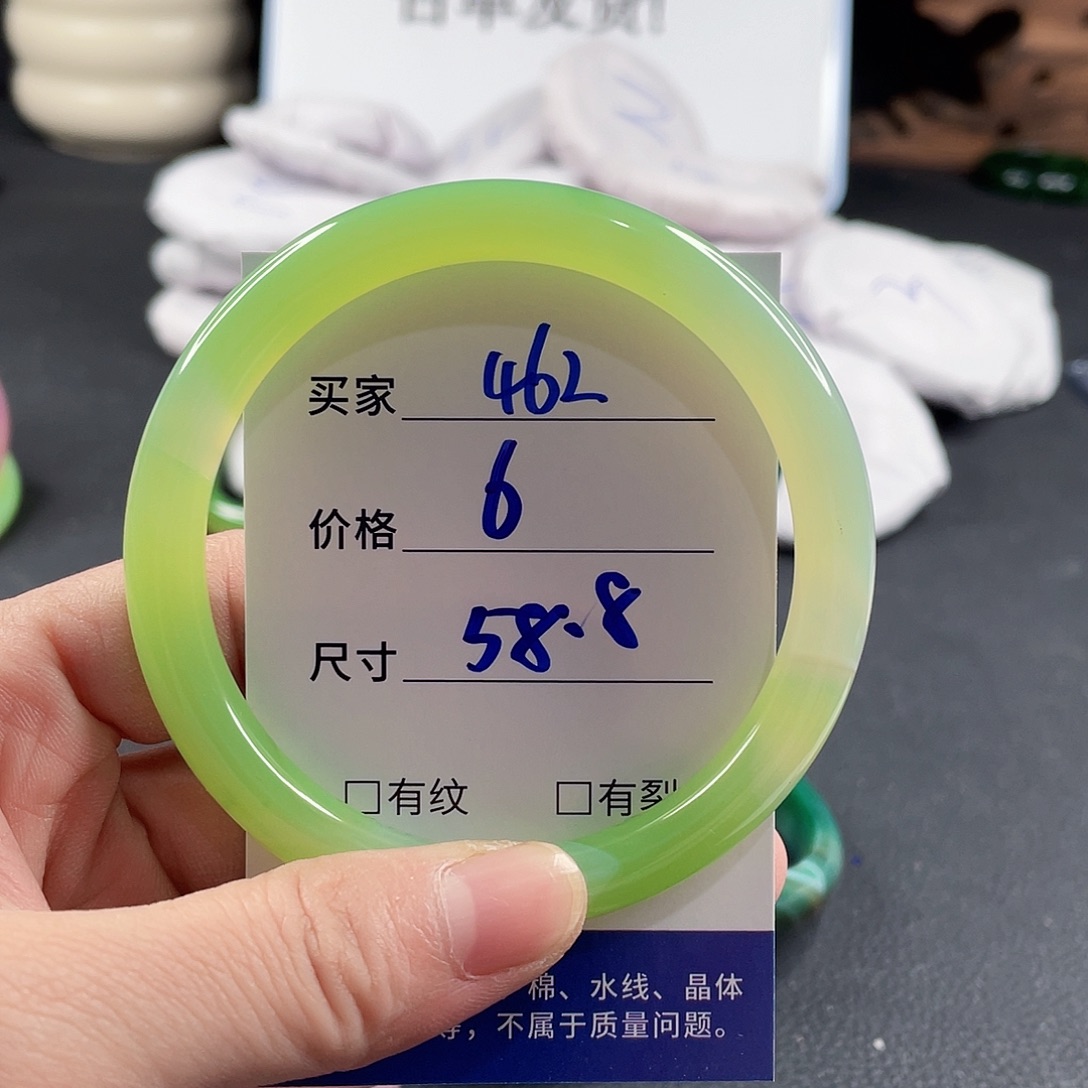 买家 462
价格 6
尺寸 58.8
□有纹 □有裂
棉、水线、晶体
等，不属于质量问题。